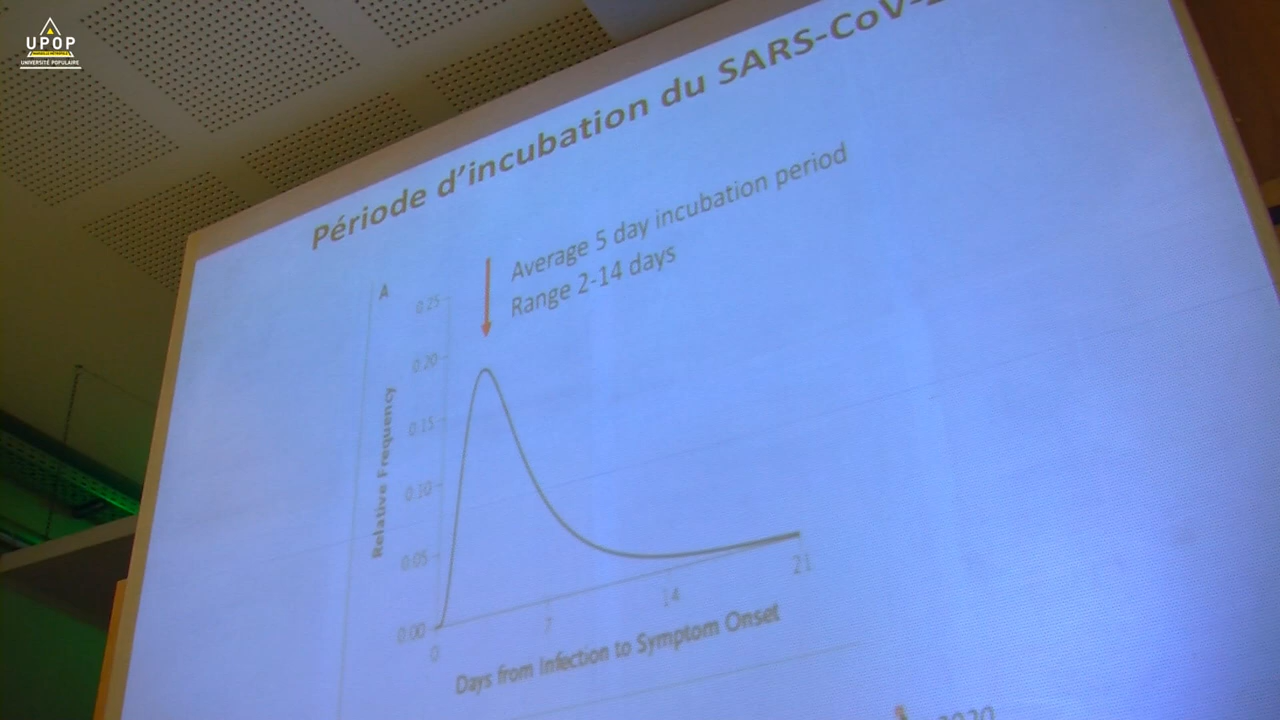 UPOP
UNIVERSITÉ POPULAIRE
Période d'incubation du SARS-CoV-2
Average 5 day incubation period
Range 2-14 days
A
0.25
0.20
0.15
0.10
0.05
0.00
Relative Frequency
0
7
14
21
Days from Infection to Symptom Onset
2020